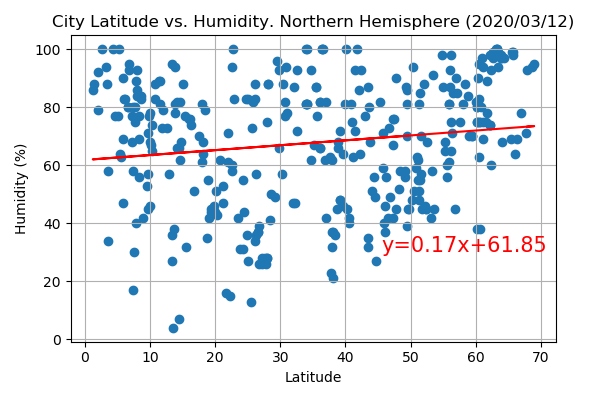 City Latitude vs. Humidity. Northern Hemisphere (2020/03/12)
100
80
60
40
20
0
Humidity (%)
y=0.17x+61.85
0 10 20 30 40 50 60 70
Latitude